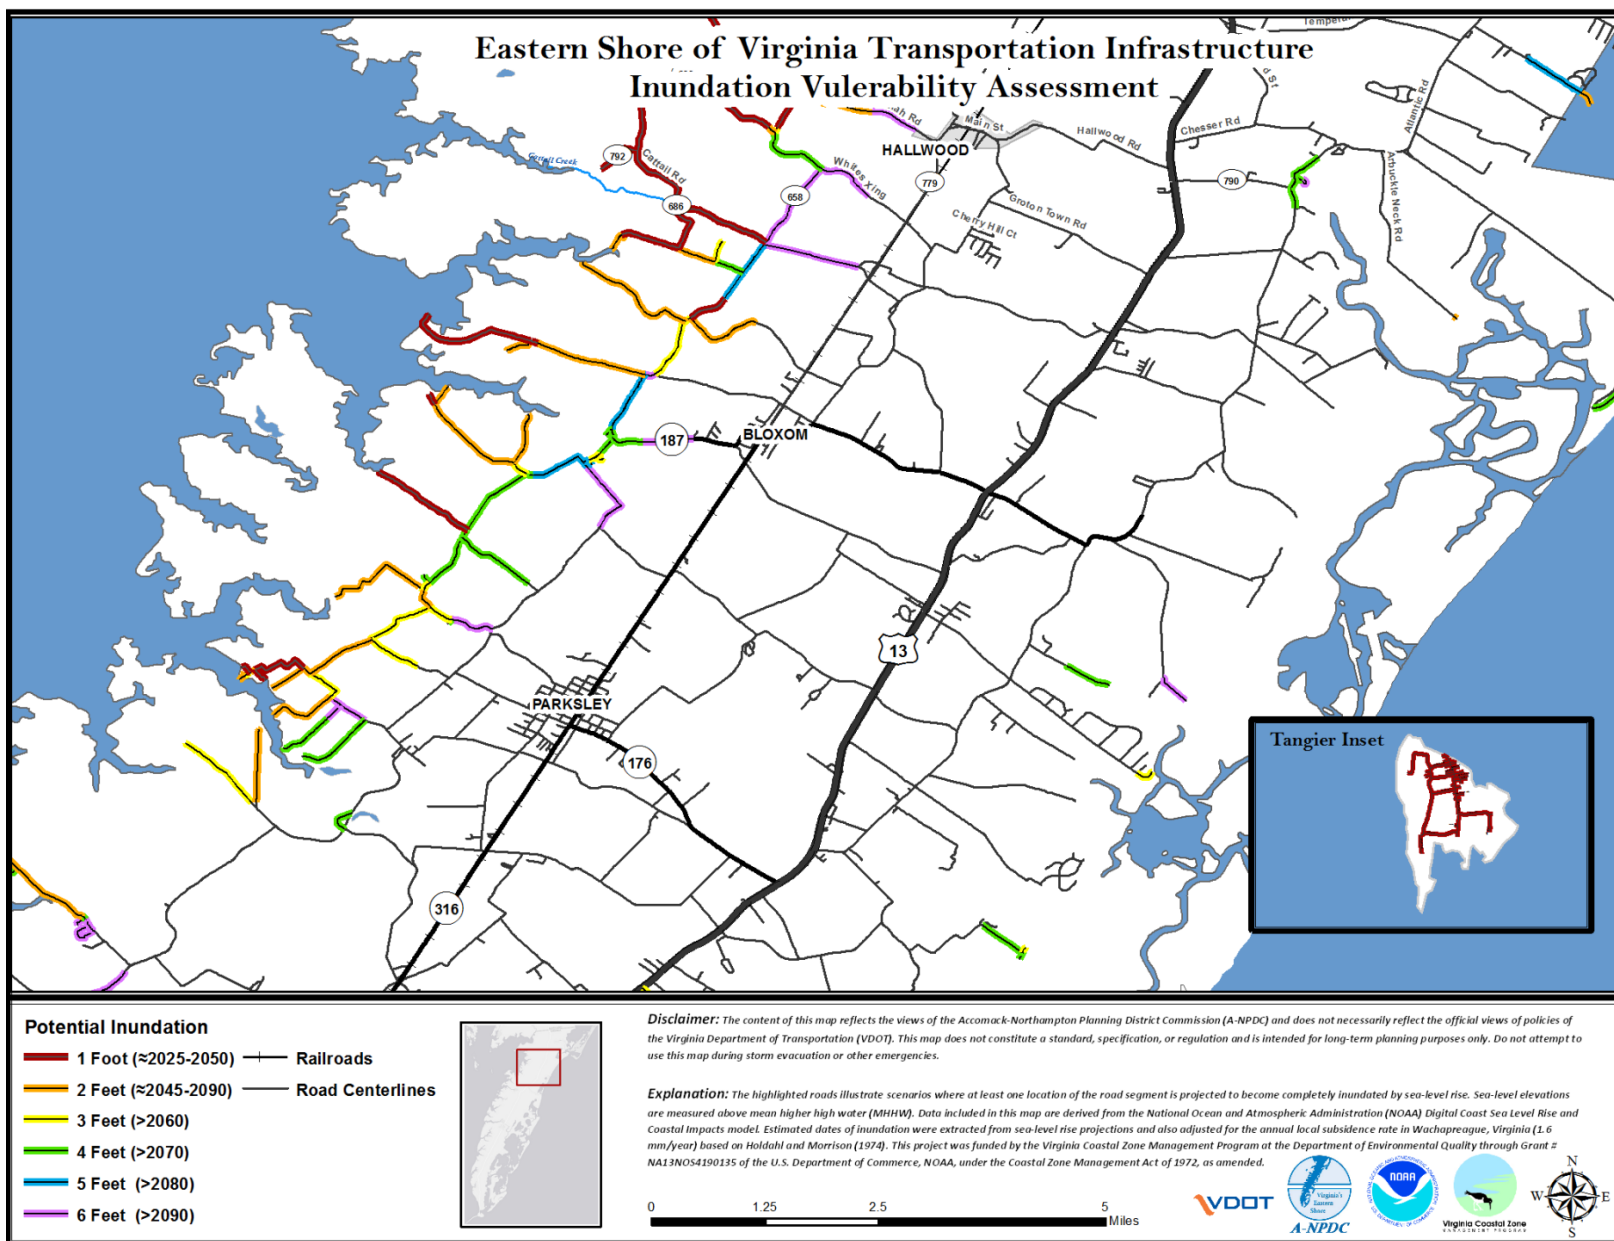 Eastern Shore of Virginia Transportation Infrastructure
Inundation Vulerability Assessment
Temper
d St
Atlantic Rd
Main St
Hallwood Rd
Chesser Rd
HALLWOOD
792
Cattail Rd
Whites Xing
779
790
686
658
Groton Town Rd
Cherry Hill Ct
Arbuckle Neck Rd
187
BLOXOM
13
PARKSLEY
176
316
Tangier Inset
Potential Inundation
1 Foot (≈2025-2050)
2 Feet (≈2045-2090)
3 Feet (>2060)
4 Feet (>2070)
5 Feet (>2080)
6 Feet (>2090)
Railroads
Road Centerlines
Disclaimer: The content of this map reflects the views of the Accomack-Northampton Planning District Commission (A-NPDC) and does not necessarily reflect the official views of policies of
the Virginia Department of Transportation (VDOT). This map does not constitute a standard, specification, or regulation and is intended for long-term planning purposes only. Do not attempt to
use this map during storm evacuation or other emergencies.
Explanation: The highlighted roads illustrate scenarios where at least one location of the road segment is projected to become completely inundated by sea-level rise. Sea-level elevations
are measured above mean higher high water (MHHW). Data included in this map are derived from the National Ocean and Atmospheric Administration (NOAA) Digital Coast Sea Level Rise and
Coastal Impacts model. Estimated dates of inundation were extracted from sea-level rise projections and also adjusted for the annual local subsidence rate in Wachapreague, Virginia (1.6
mm/year) based on Holdahl and Morrison (1974). This project was funded by the Virginia Coastal Zone Management Program at the Department of Environmental Quality through Grant #
NA13NOS4190135 of the U.S. Department of Commerce, NOAA, under the Coastal Zone Management Act of 1972, as amended.
0 1.25 2.5 5
Miles
VDOT
Virginia's
Eastern
Shore
A-NPDC
NOAA
Virginia Coastal Zone
MANAGEMENT PROGRAM
N
W E
S